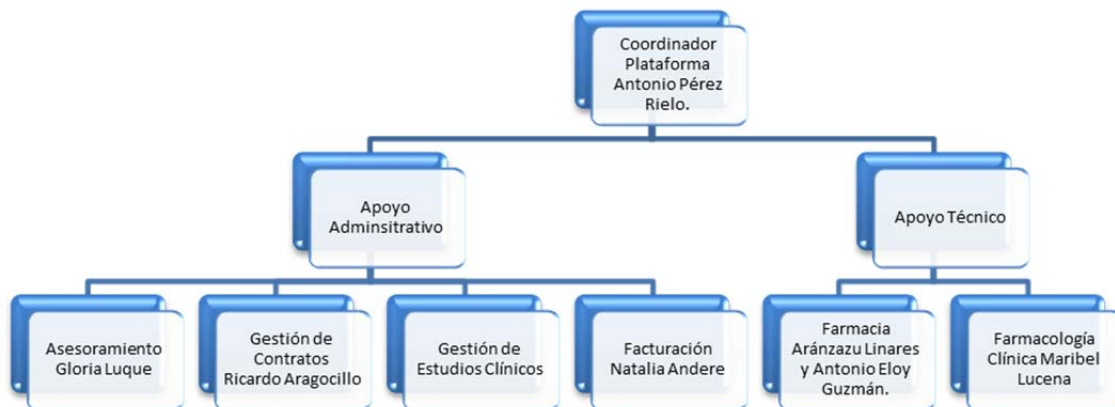 Coordinador
Plataforma
Antonio Pérez
Rielo.
Apoyo
Adminsitrativo
Apoyo Técnico
Asesoramiento
Gloria Luque
Gestión de
Contratos
Ricardo Aragocillo
Gestión de
Estudios Clínicos
Facturación
Natalia Andere
Farmacia
Aránzazu Linares
y Antonio Eloy
Guzmán.
Farmacología
Clínica Maribel
Lucena